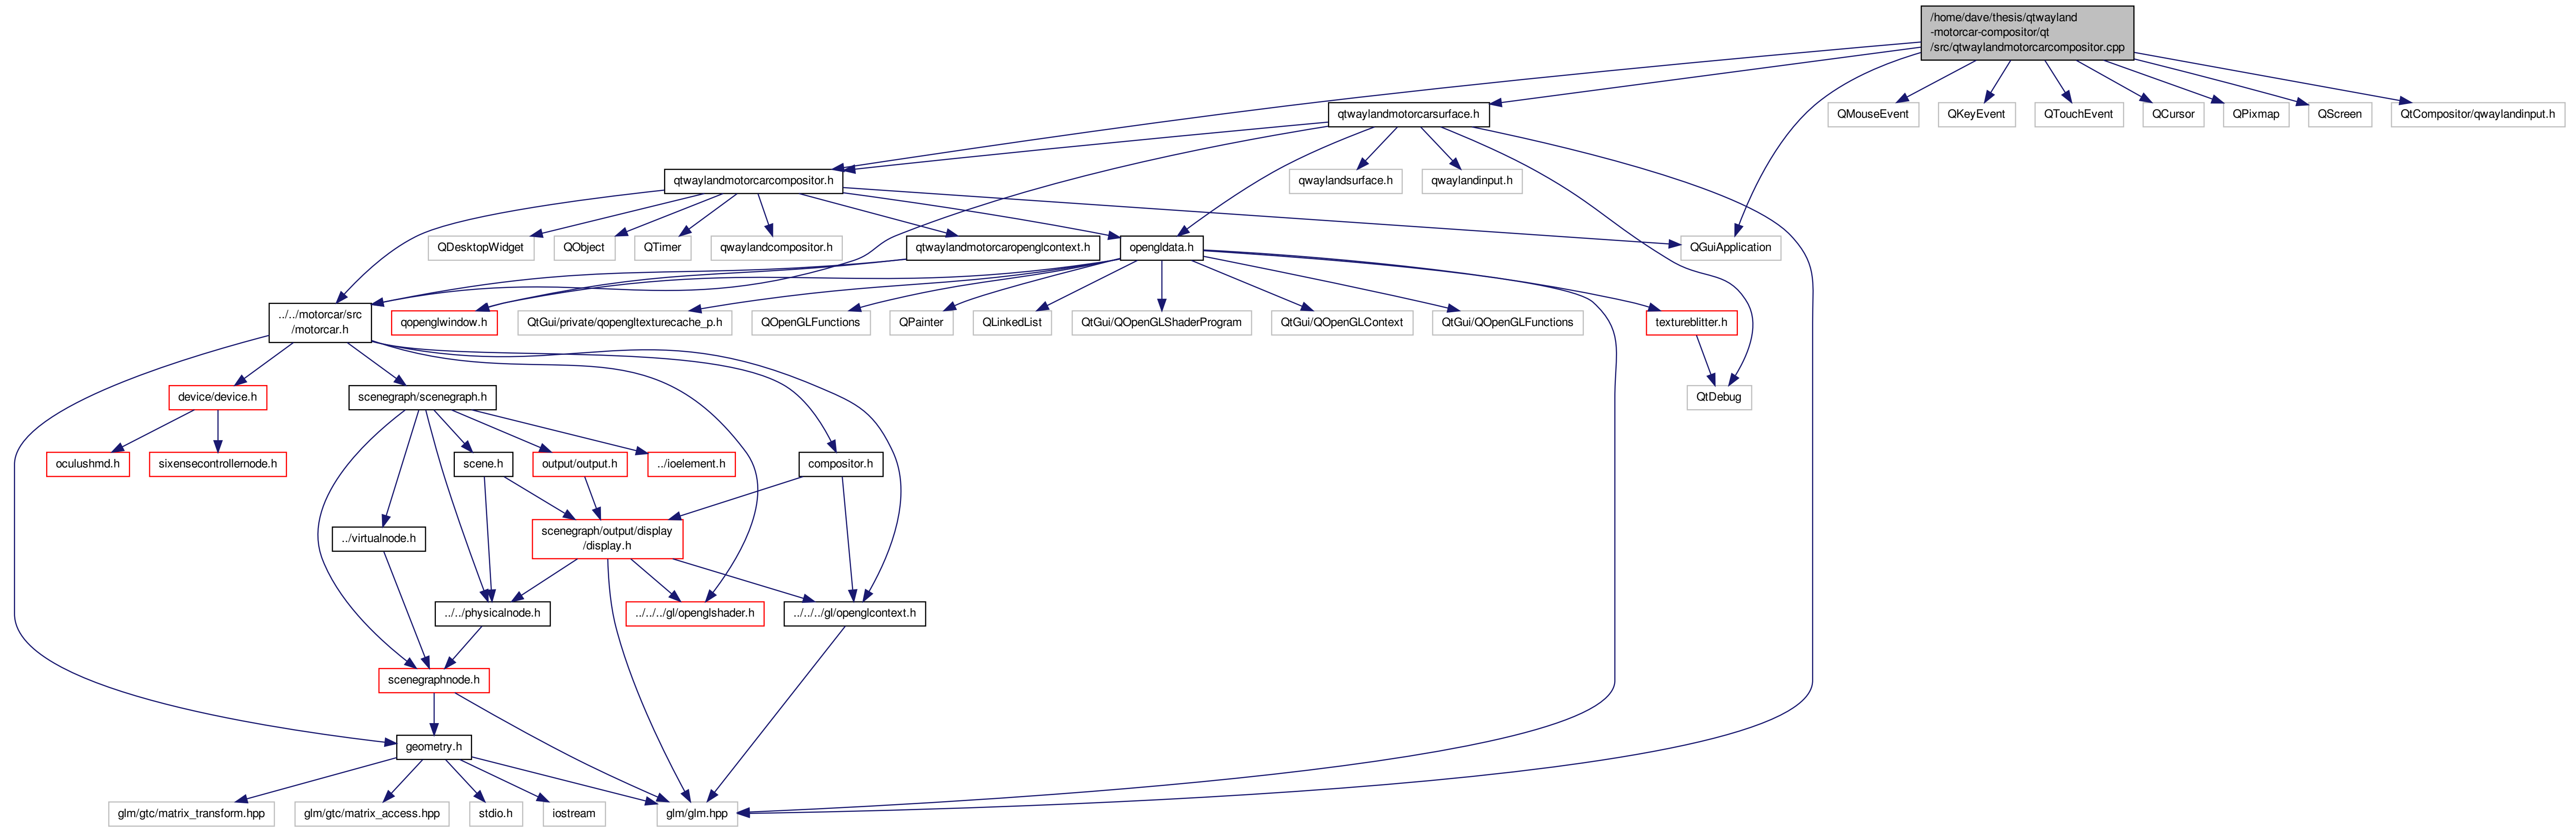 /home/dave/thesis/qtwayland
-motorcar-compositor/qt
/src/qtwaylandmotorcarcompositor.cpp
qtwaylandmotorcarsurface.h
QMouseEvent
QKeyEvent
QTouchEvent
QCursor
QPixmap
QScreen
QtCompositor/qwaylandinput.h
qtwaylandmotorcarcompositor.h
qwaylandsurface.h
qwaylandinput.h
QDesktopWidget
QObject
QTimer
qwaylandcompositor.h
qtwaylandmotorcaropenglcontext.h
opengldata.h
QGuiApplication
../../motorcar/src
/motorcar.h
qopenglwindow.h
QtGui/private/qopengltexturecache_p.h
QOpenGLFunctions
QPainter
QLinkedList
QtGui/QOpenGLShaderProgram
QtGui/QOpenGLContext
QtGui/QOpenGLFunctions
textureblitter.h
device/device.h
scenegraph/scenegraph.h
QtDebug
oculushmd.h
sixensecontrollernode.h
scene.h
output/output.h
../ioelement.h
compositor.h
../virtualnode.h
scenegraph/output/display
/display.h
../../physicalnode.h
../../../gl/openglshader.h
../../../gl/openglcontext.h
scenegraphnode.h
geometry.h
glm/gtc/matrix_transform.hpp
glm/gtc/matrix_access.hpp
stdio.h
iostream
glm/glm.hpp